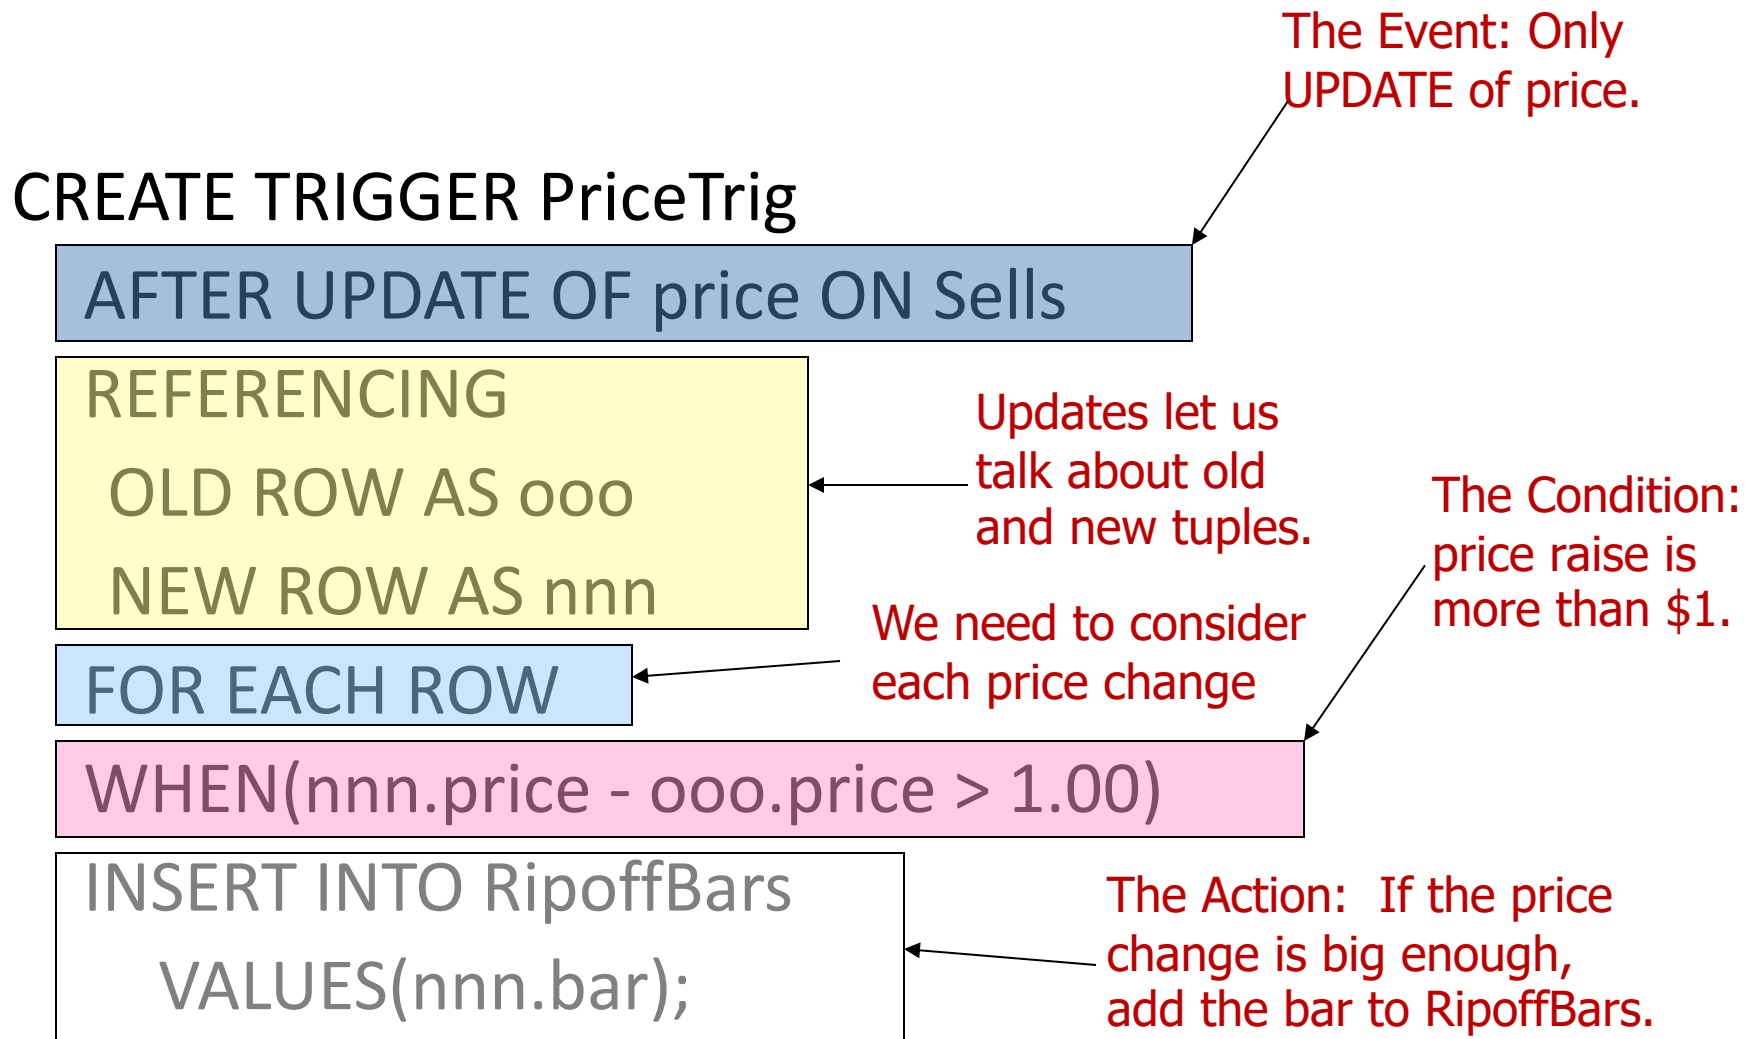 The Event: Only
UPDATE of price.
CREATE TRIGGER PriceTrig
AFTER UPDATE OF price ON Sells
REFERENCING
OLD ROW AS ooo
NEW ROW AS nnn
Updates let us
talk about old
and new tuples.
The Condition:
price raise is
more than $1.
We need to consider
each price change
FOR EACH ROW
WHEN(nnn.price - ooo.price > 1.00)
INSERT INTO RipoffBars
VALUES(nnn.bar);
The Action:  If the price
change is big enough,
add the bar to RipoffBars.